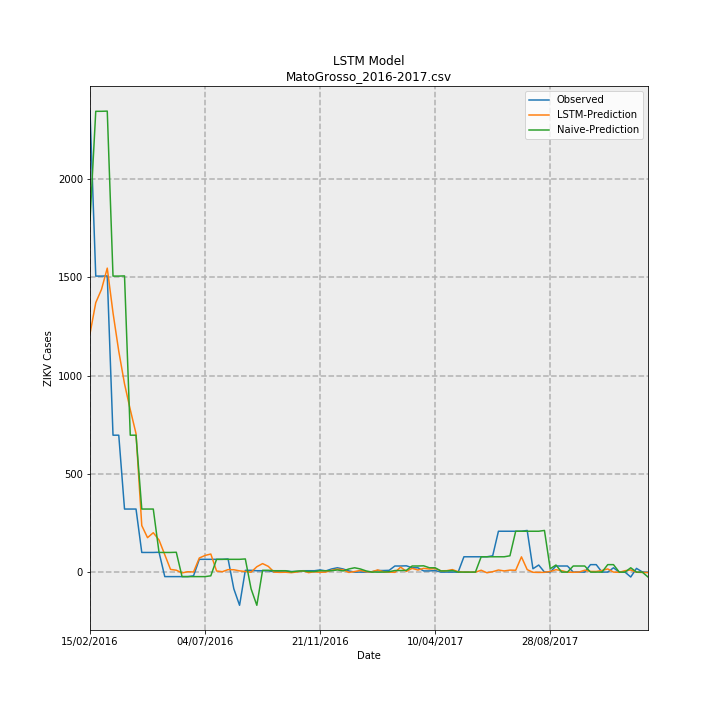 LSTM Model
MatoGrosso_2016-2017.csv
Observed
LSTM-Prediction
Naive-Prediction
ZIKV Cases
2000
1500
1000
500
0
15/02/2016
04/07/2016
21/11/2016
10/04/2017
28/08/2017
Date